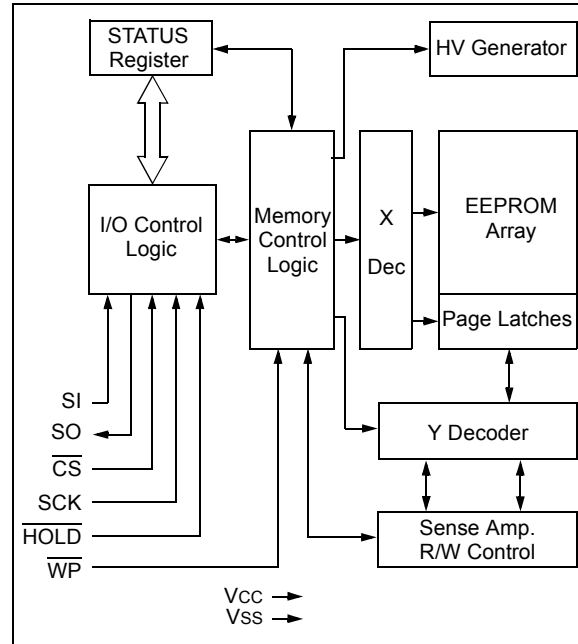 STATUS
Register
HV Generator
I/O Control
Logic
Memory
Control
Logic
X
Dec
EEPROM
Array
Page Latches
Y Decoder
Sense Amp.
R/W Control
SI
SO
CS
SCK
HOLD
WP
VCC
VSS